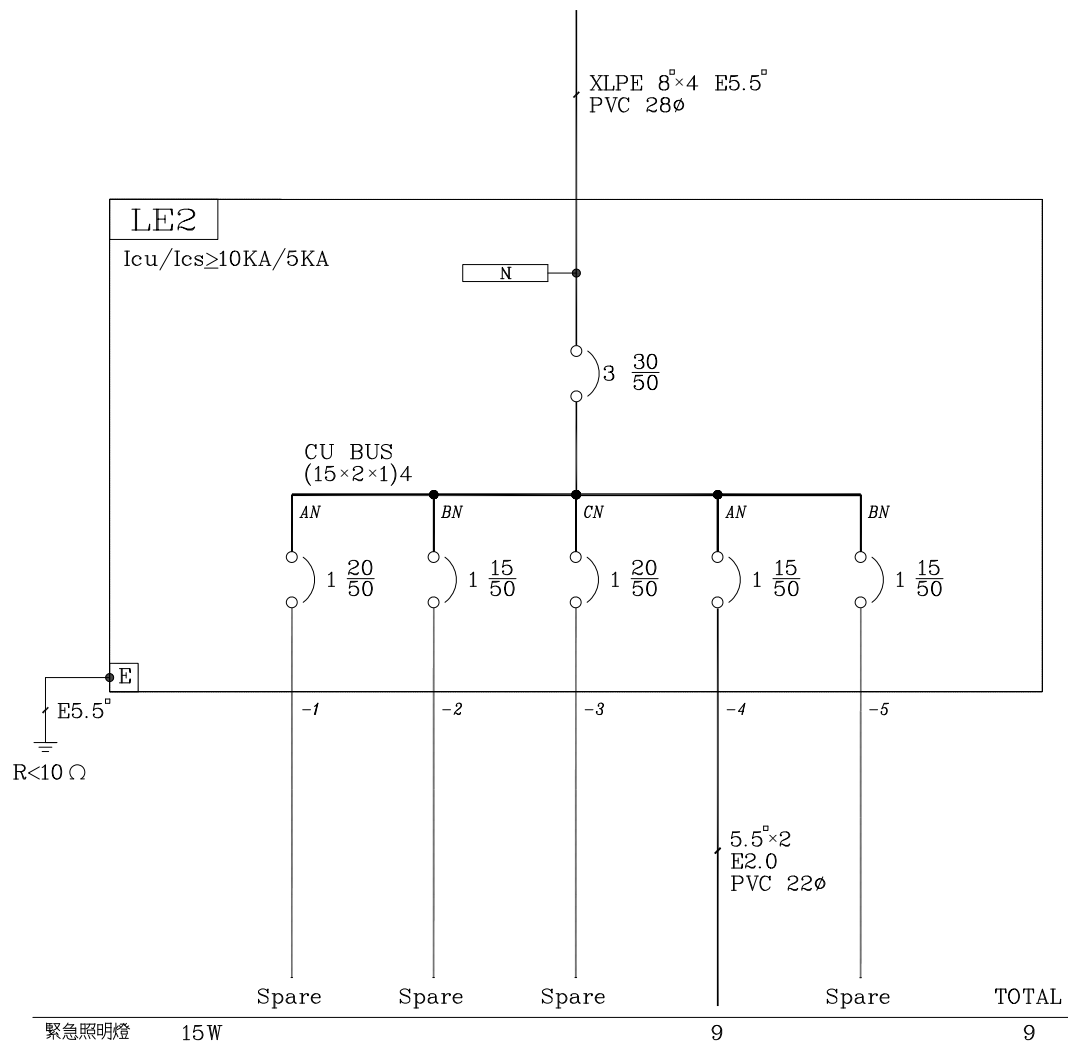 XLPE 8□×4 E5.5□
PVC 28ø
LE2
Icu/Ics≥10KA/5KA
N
3 30/50
CU BUS
(15×2×1)4
AN BN CN AN BN
1 20/50 1 15/50 1 20/50 1 15/50 1 15/50
E
E5.5□
-1 -2 -3 -4 -5
R<10Ω
5.5□×2
E2.0
PVC 22ø
Spare Spare Spare Spare TOTAL
緊急照明燈 15W 9 9